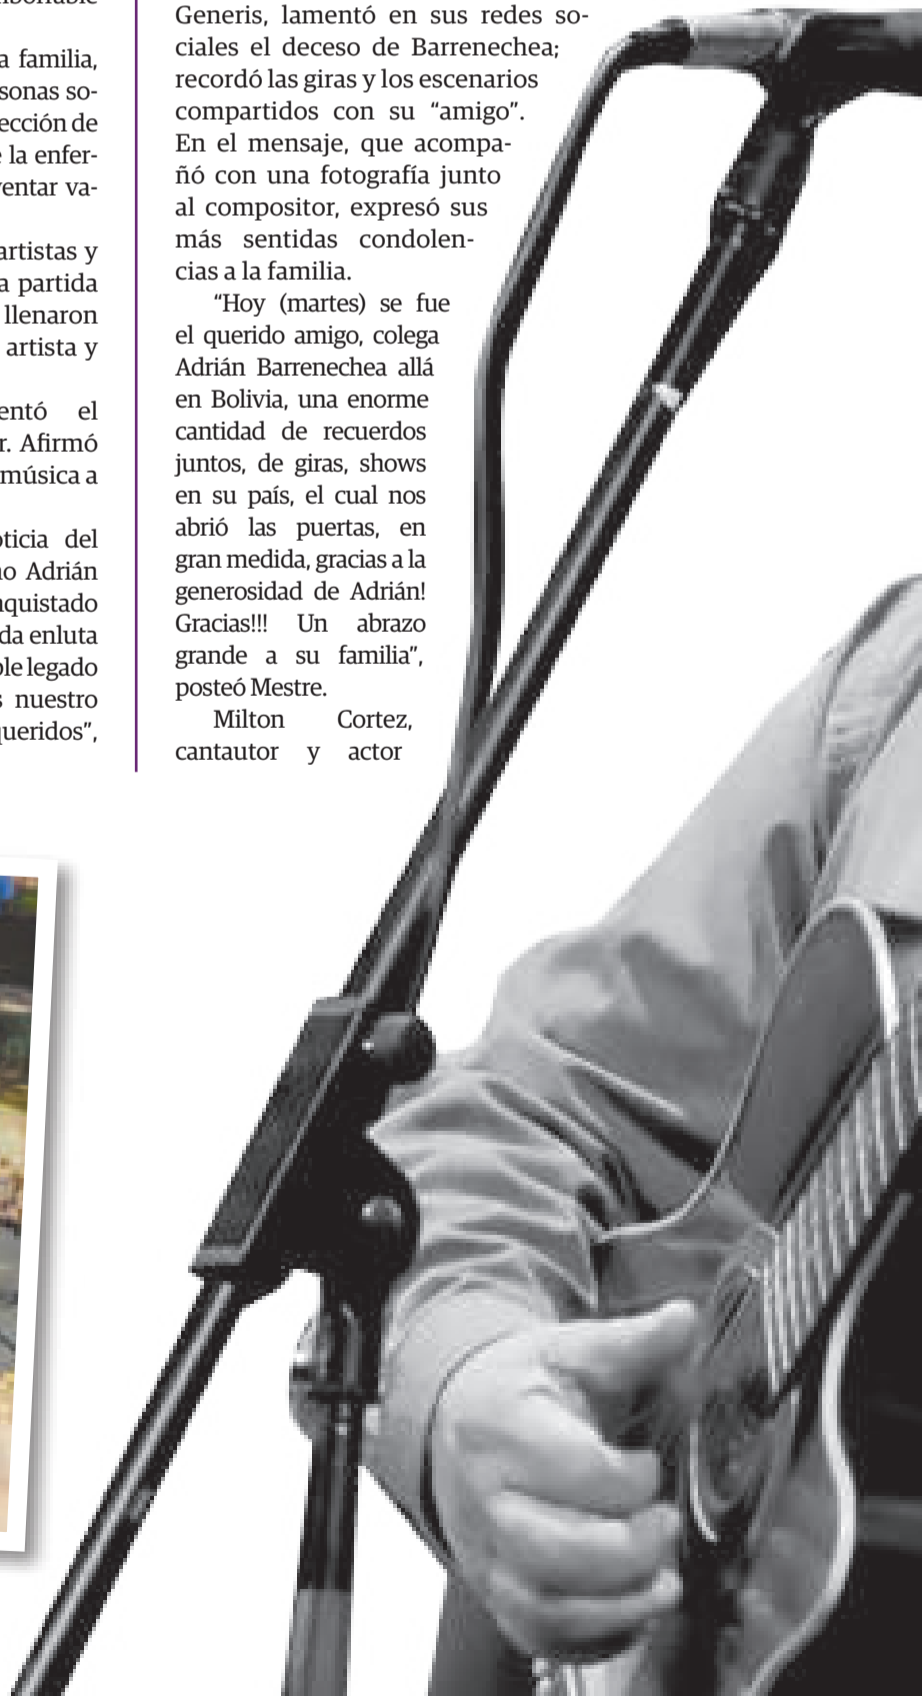 a familia,
sonas so-
ección de
la enfer-
entar va-
artistas y
a partida
llenaron
artista y
entó el
r. Afirmó
música a
oticia del
no Adrián
nquistado
da enluta
ble legado
s nuestro
queridos”,
Generis, lamentó en sus redes so-
ciales el deceso de Barrenechea;
recordó las giras y los escenarios
compartidos con su “amigo”.
En el mensaje, que acompa-
ñó con una fotografía junto
al compositor, expresó sus
más sentidas condolen-
cias a la familia.
“Hoy (martes) se fue
el querido amigo, colega
Adrián Barrenechea allá
en Bolivia, una enorme
cantidad de recuerdos
juntos, de giras, shows
en su país, el cual nos
abrió las puertas, en
gran medida, gracias a la
generosidad de Adrián!
Gracias!!! Un abrazo
grande a su familia”,
posteó Mestre.
Milton Cortez,
cantautor y actor